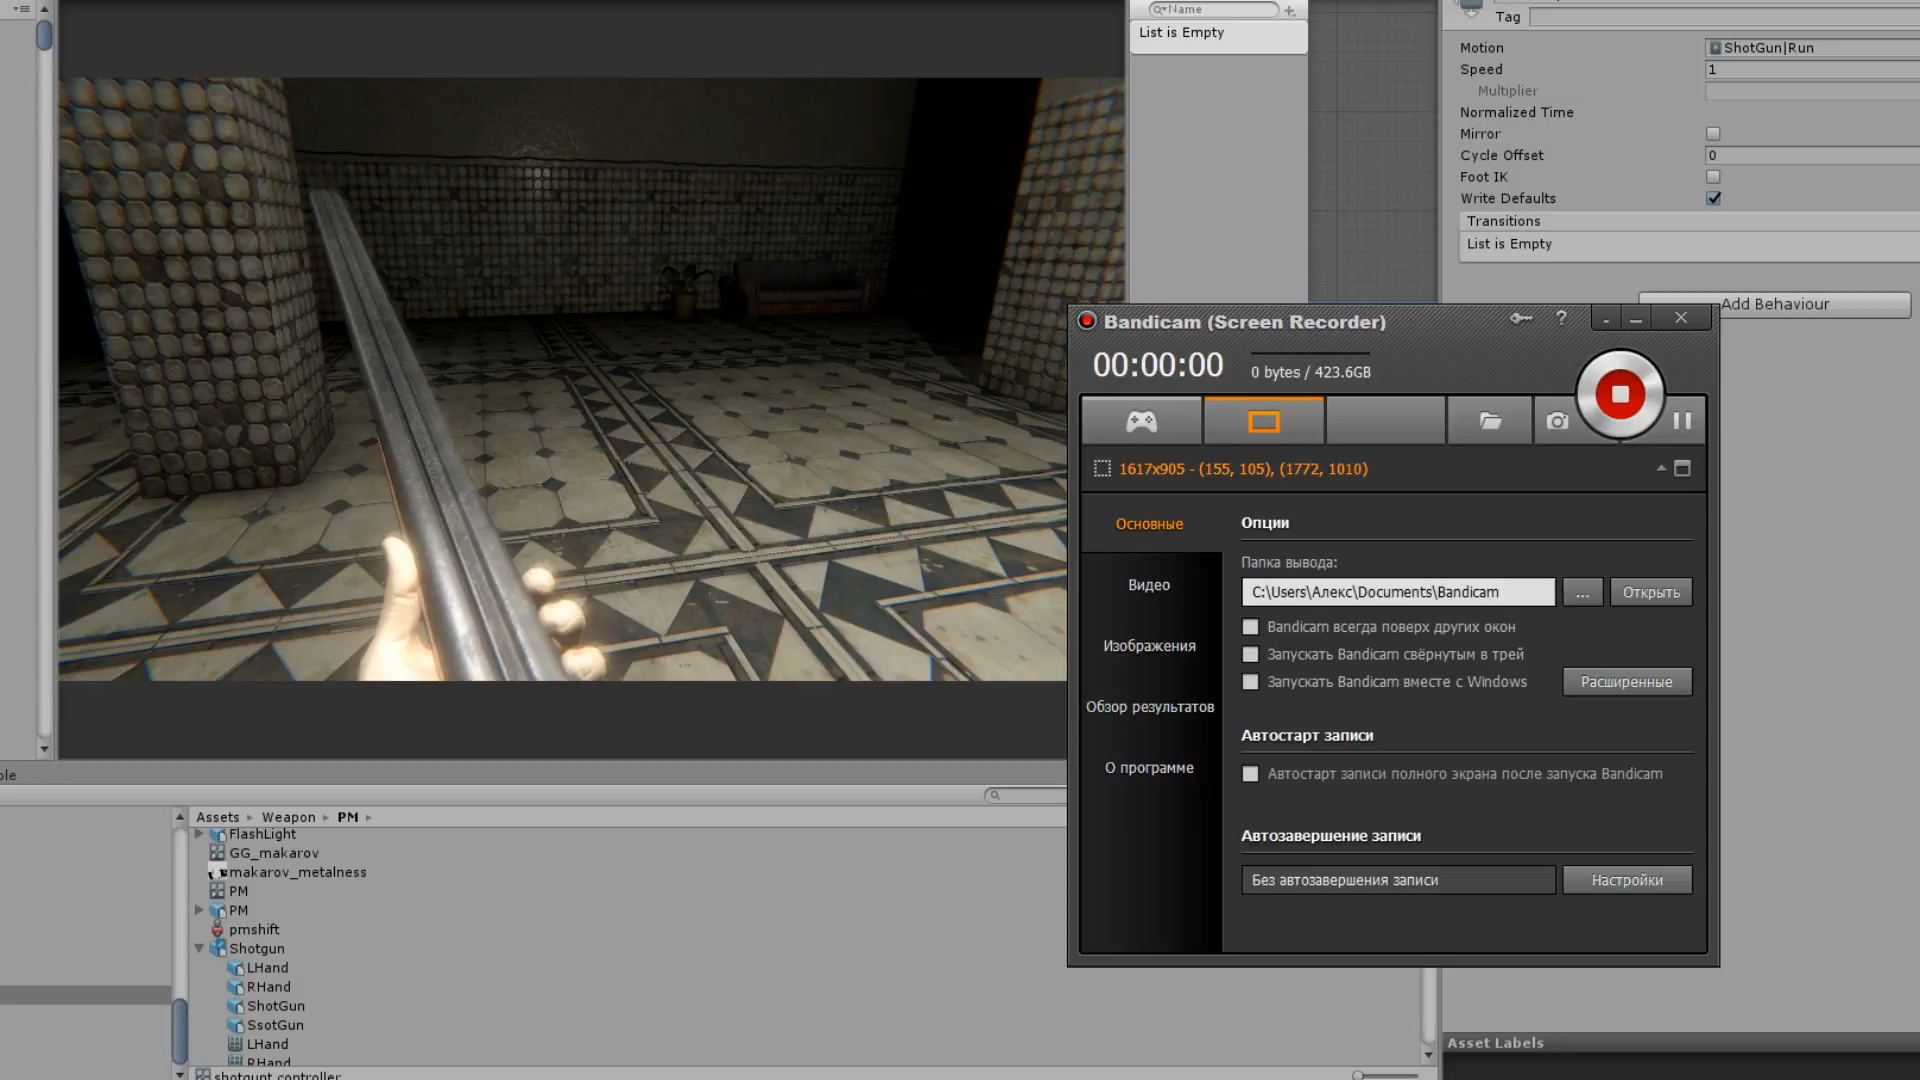 Name
List is Empty
Tag
Motion
ShotGun|Run
Speed
1
Multiplier
Normalized Time
Mirror
Cycle Offset
0
Foot IK
Write Defaults
Transitions
List is Empty
Add Behaviour
Bandicam (Screen Recorder)
?
00:00:00
0 bytes / 423.6GB
1617x905 - (155, 105), (1772, 1010)
Основные
Видео
Изображения
Обзор результатов
О программе
Опции
Папка вывода:
C:\Users\Алекс\Documents\Bandicam
...
Открыть
Bandicam всегда поверх других окон
Запускать Bandicam свёрнутым в трей
Запускать Bandicam вместе с Windows
Расширенные
Автостарт записи
Автостарт записи полного экрана после запуска Bandicam
Автозавершение записи
Без автозавершения записи
Настройки
Assets
Weapon
PM
FlashLight
GG_makarov
makarov_metalness
PM
PM
pmshift
Shotgun
LHand
RHand
ShotGun
SsotGun
LHand
RHand
shotgunt controller
Asset Labels